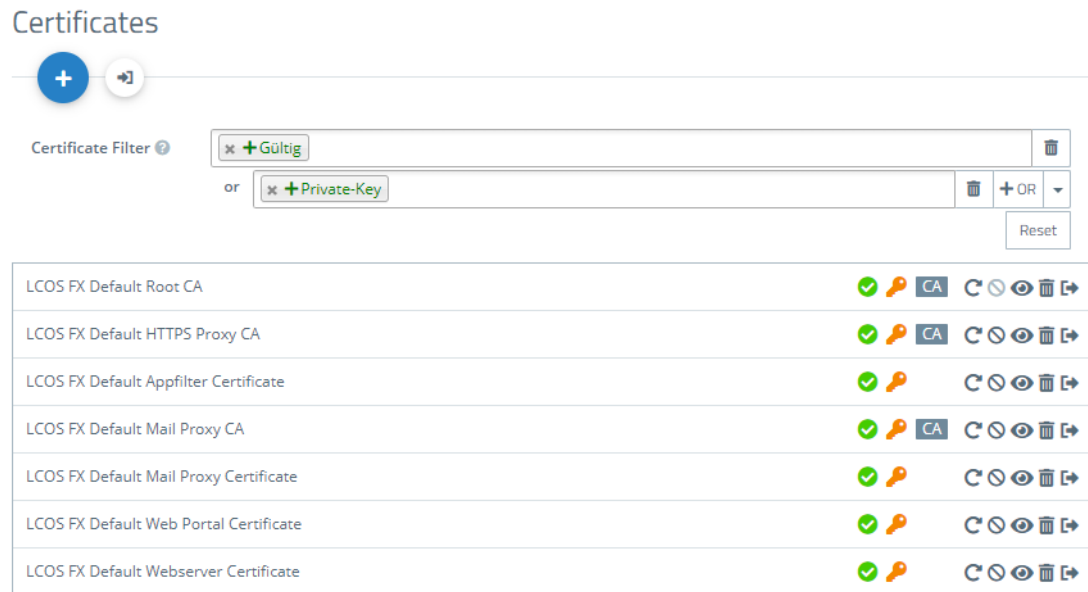 Certificates
Certificate Filter
Gültig
or
Private-Key
OR
Reset
LCOS FX Default Root CA
CA
LCOS FX Default HTTPS Proxy CA
CA
LCOS FX Default Appfilter Certificate
LCOS FX Default Mail Proxy CA
CA
LCOS FX Default Mail Proxy Certificate
LCOS FX Default Web Portal Certificate
LCOS FX Default Webserver Certificate